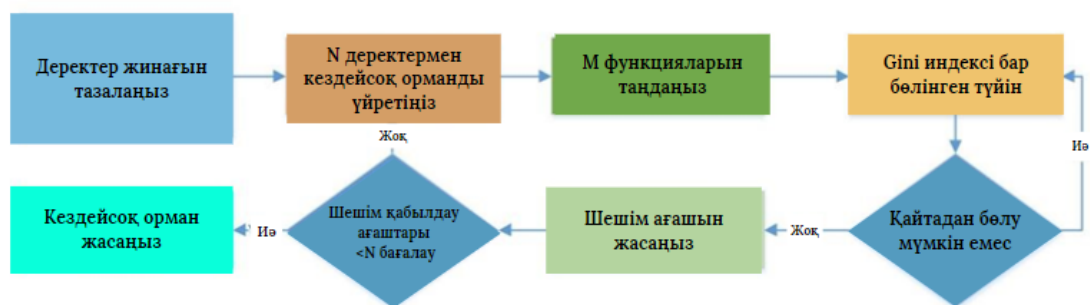 Деректер жинағын
тазалаңыз
N деректермен
кездейсоқ орманды
үйретіңіз
M функцияларын
таңдаңыз
Gini индексі бар
бөлінген түйін
Жоқ
Иә
Кездейсоқ орман
жасаңыз
Иә
Шешім қабылдау
ағаштары
<N бағалау
Шешім ағашын
жасаңыз
Жоқ
Қайтадан бөлу
мүмкін емес